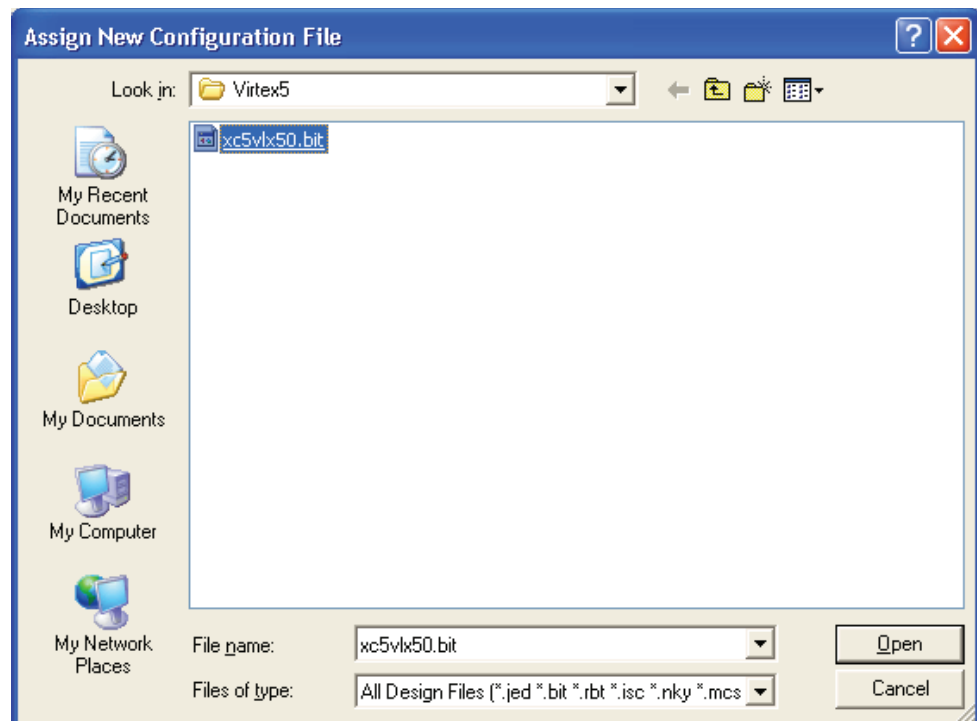 Assign New Configuration File
Look in:
Virtex5
xc5vlx50.bit
My Recent
Documents
Desktop
My Documents
My Computer
My Network
Places
File name:
xc5vlx50.bit
Open
Files of type:
All Design Files (*.jed *.bit *.rbt *.isc *.nky *.mcs
Cancel